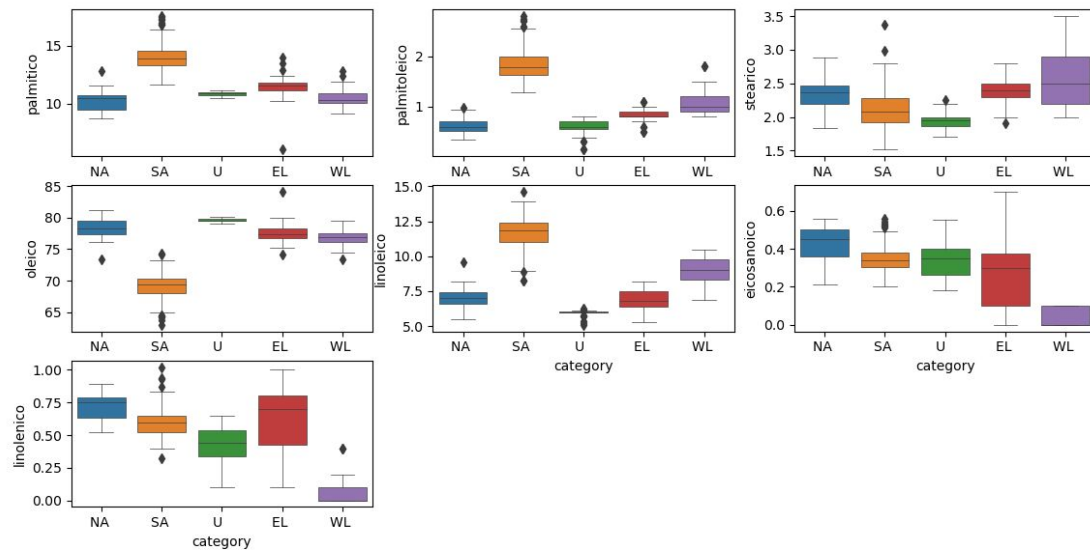 palmitico
15
10
NA SA U EL WL
palmitoleico
2
1
NA SA U EL WL
stearico
3.5
3.0
2.5
2.0
1.5
NA SA U EL WL
oleico
85
80
75
70
65
NA SA U EL WL
linoleico
15.0
12.5
10.0
7.5
5.0
NA SA U EL WL
category
eicosanoico
0.6
0.4
0.2
0.0
NA SA U EL WL
category
linolenico
1.00
0.75
0.50
0.25
0.00
NA SA U EL WL
category